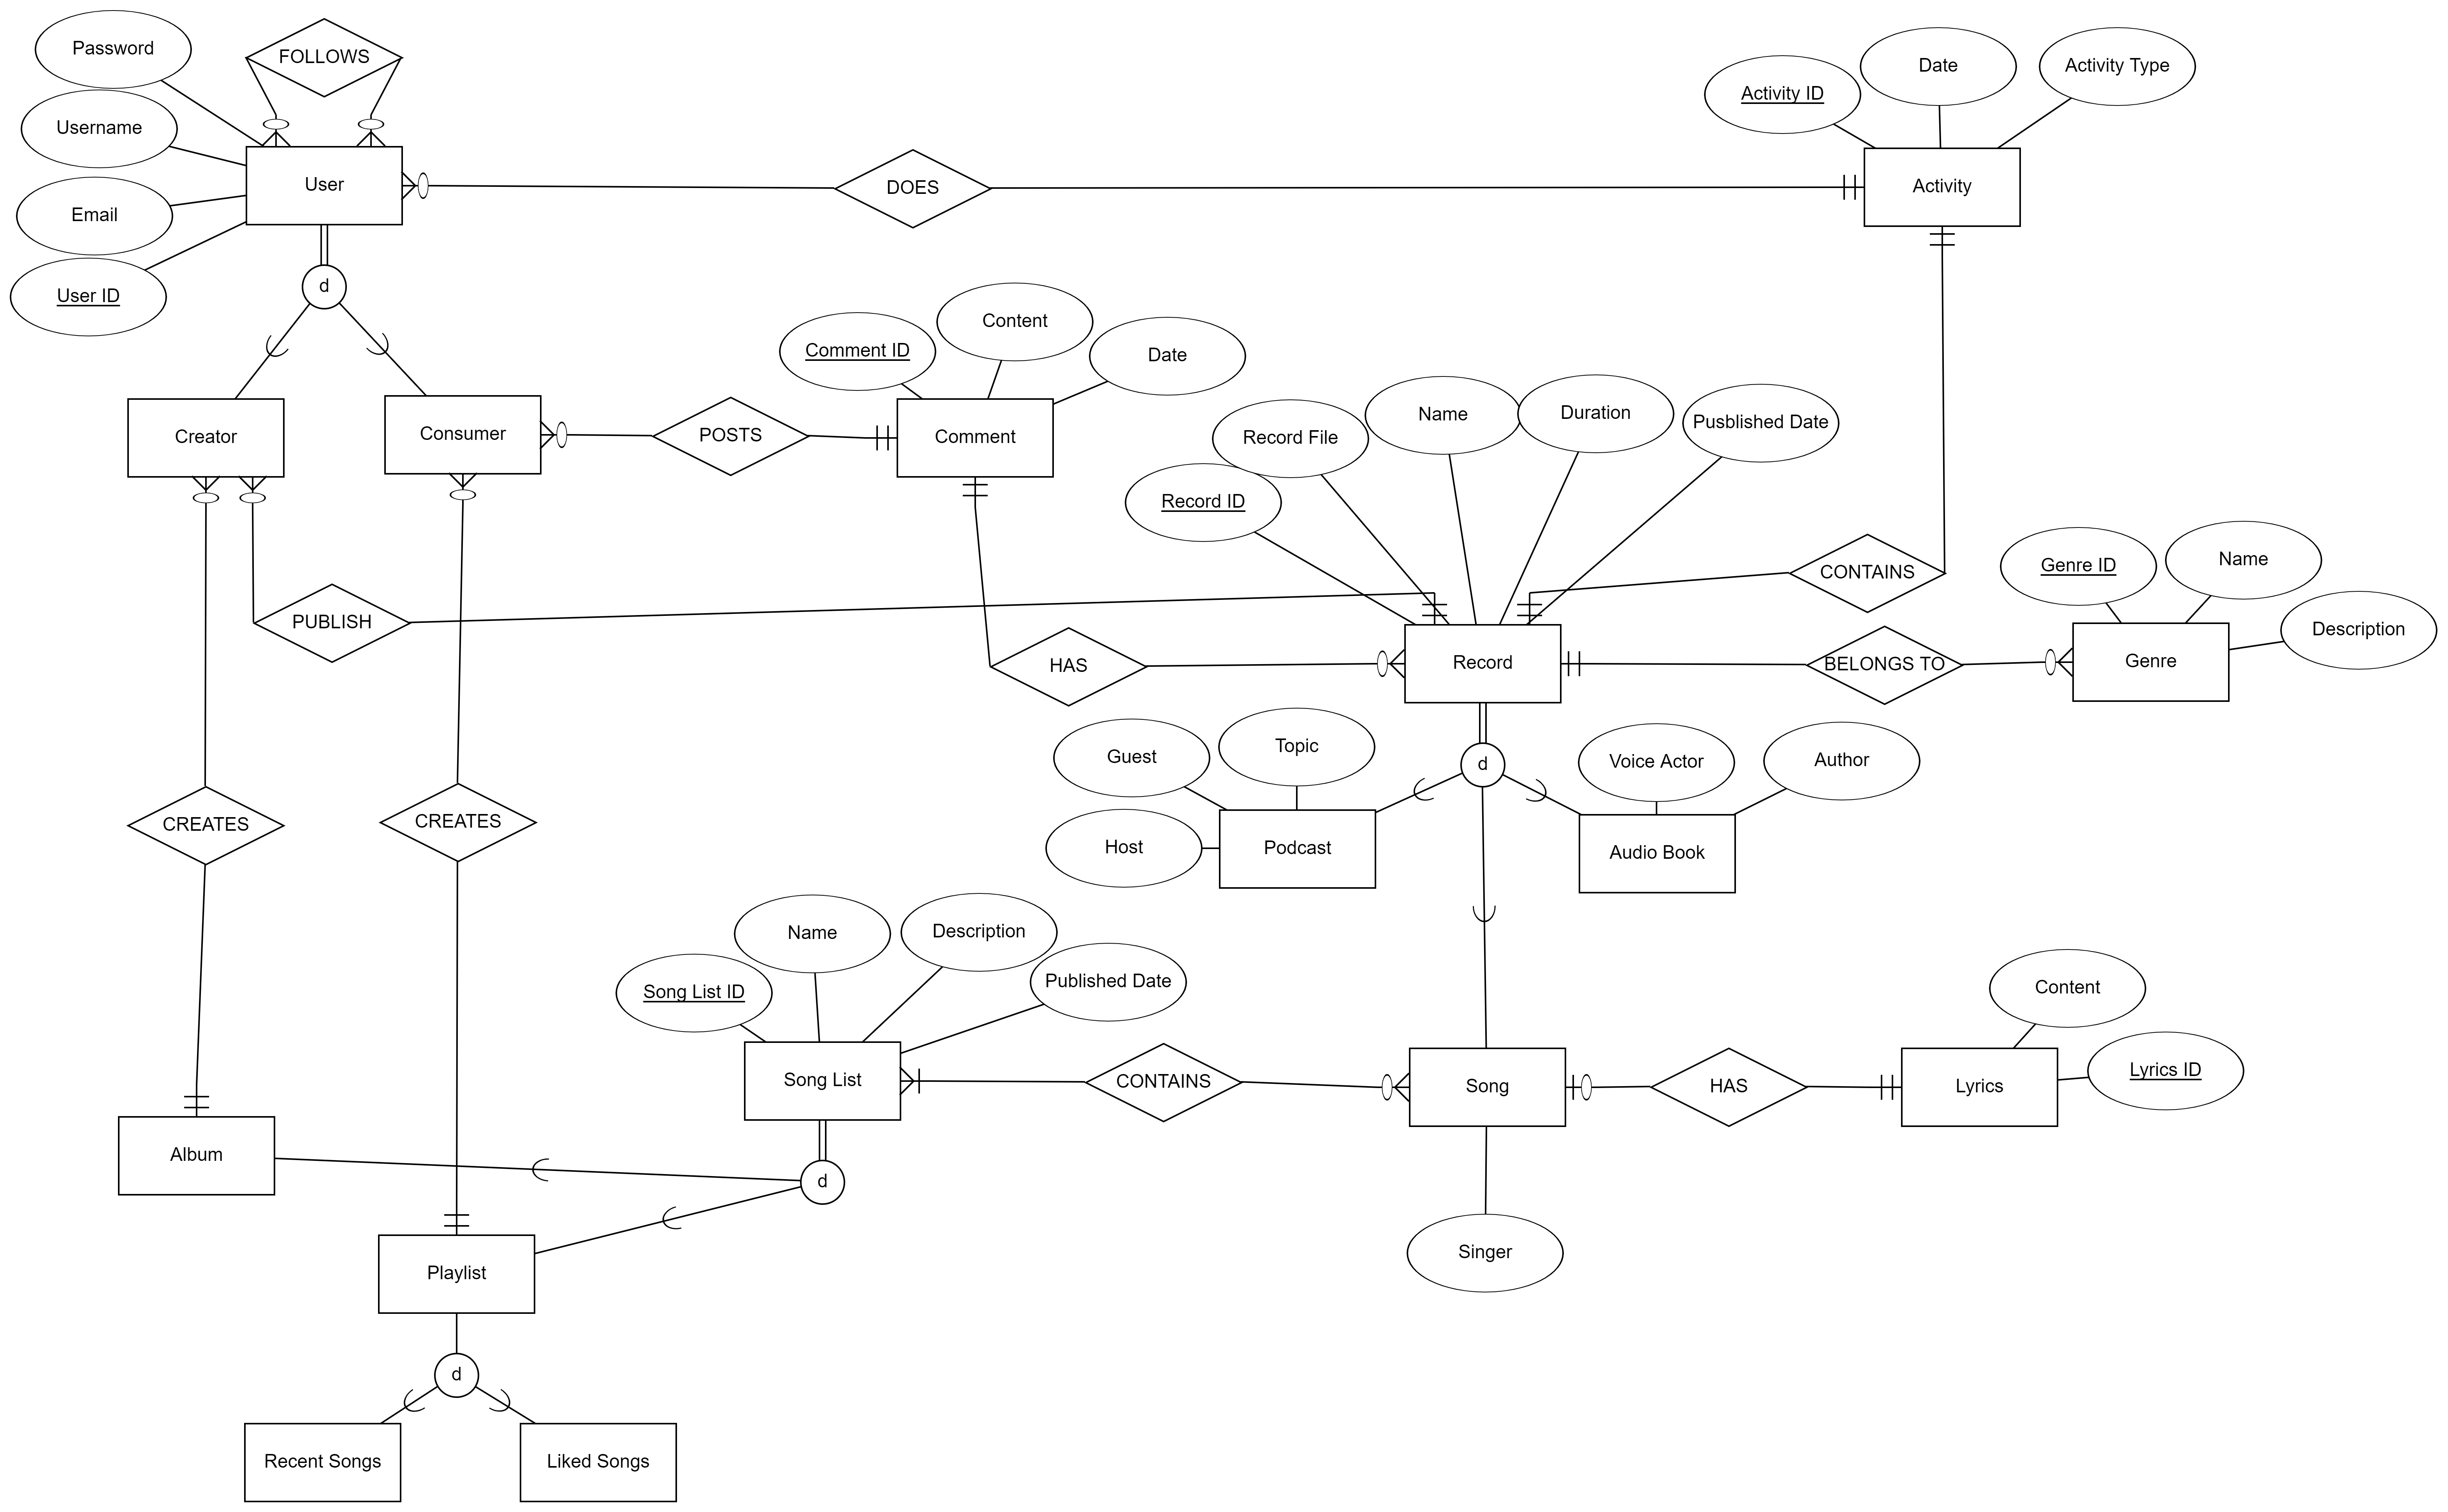 Password
FOLLOWS
Username
User
Email
User ID
d
DOES
Activity ID
Date
Activity Type
Activity
Creator
Consumer
POSTS
Comment ID
Content
Date
Comment
Record File
Name
Duration
Pusblished Date
Record ID
CONTAINS
PUBLISH
HAS
Record
BELONGS TO
Genre ID
Name
Description
Genre
d
Guest
Topic
Host
Podcast
Voice Actor
Author
Audio Book
CREATES
CREATES
Song List ID
Name
Description
Published Date
Song List
CONTAINS
Song
HAS
Content
Lyrics ID
Lyrics
Singer
Album
d
Playlist
d
Recent Songs
Liked Songs